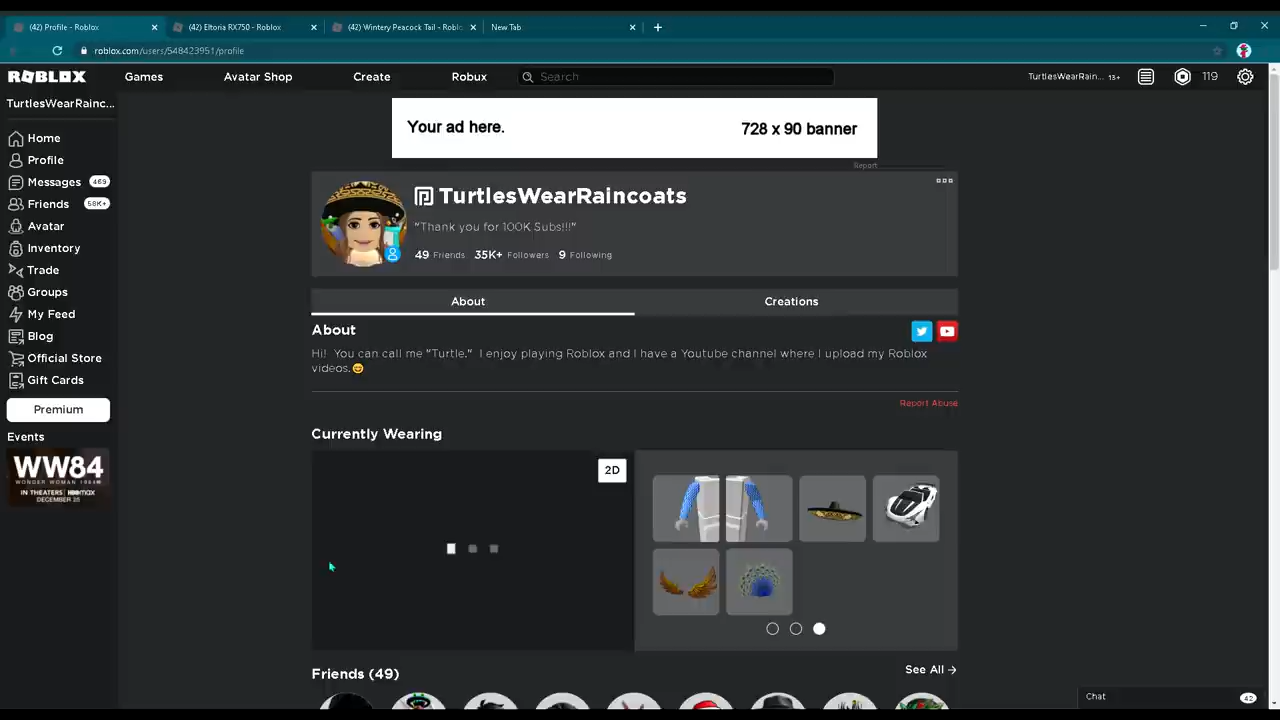 (42) Profile - Roblox
(42) Eltoria RX750 - Roblox
(42) Wintery Peacock Tail - Roblo
New Tab
roblox.com/users/548423951/profile
ROBLOX
Games
Avatar Shop
Create
Robux
Search
TurtlesWearRain... 13+
119
TurtlesWearRainc...
Home
Profile
Messages 469
Friends 58K+
Avatar
Inventory
Trade
Groups
My Feed
Blog
Official Store
Gift Cards
Premium
Events
WW84
WONDER WOMAN 1984
IN THEATERS | HBOMAX
DECEMBER 25
Your ad here.
728 x 90 banner
Report
TurtlesWearRaincoats
"Thank you for 100K Subs!!!"
49 Friends 35K+ Followers 9 Following
About
Creations
About
Hi! You can call me "Turtle." I enjoy playing Roblox and I have a Youtube channel where I upload my Roblox
videos.😊
Report Abuse
Currently Wearing
2D
Friends (49)
See All →
Chat
42